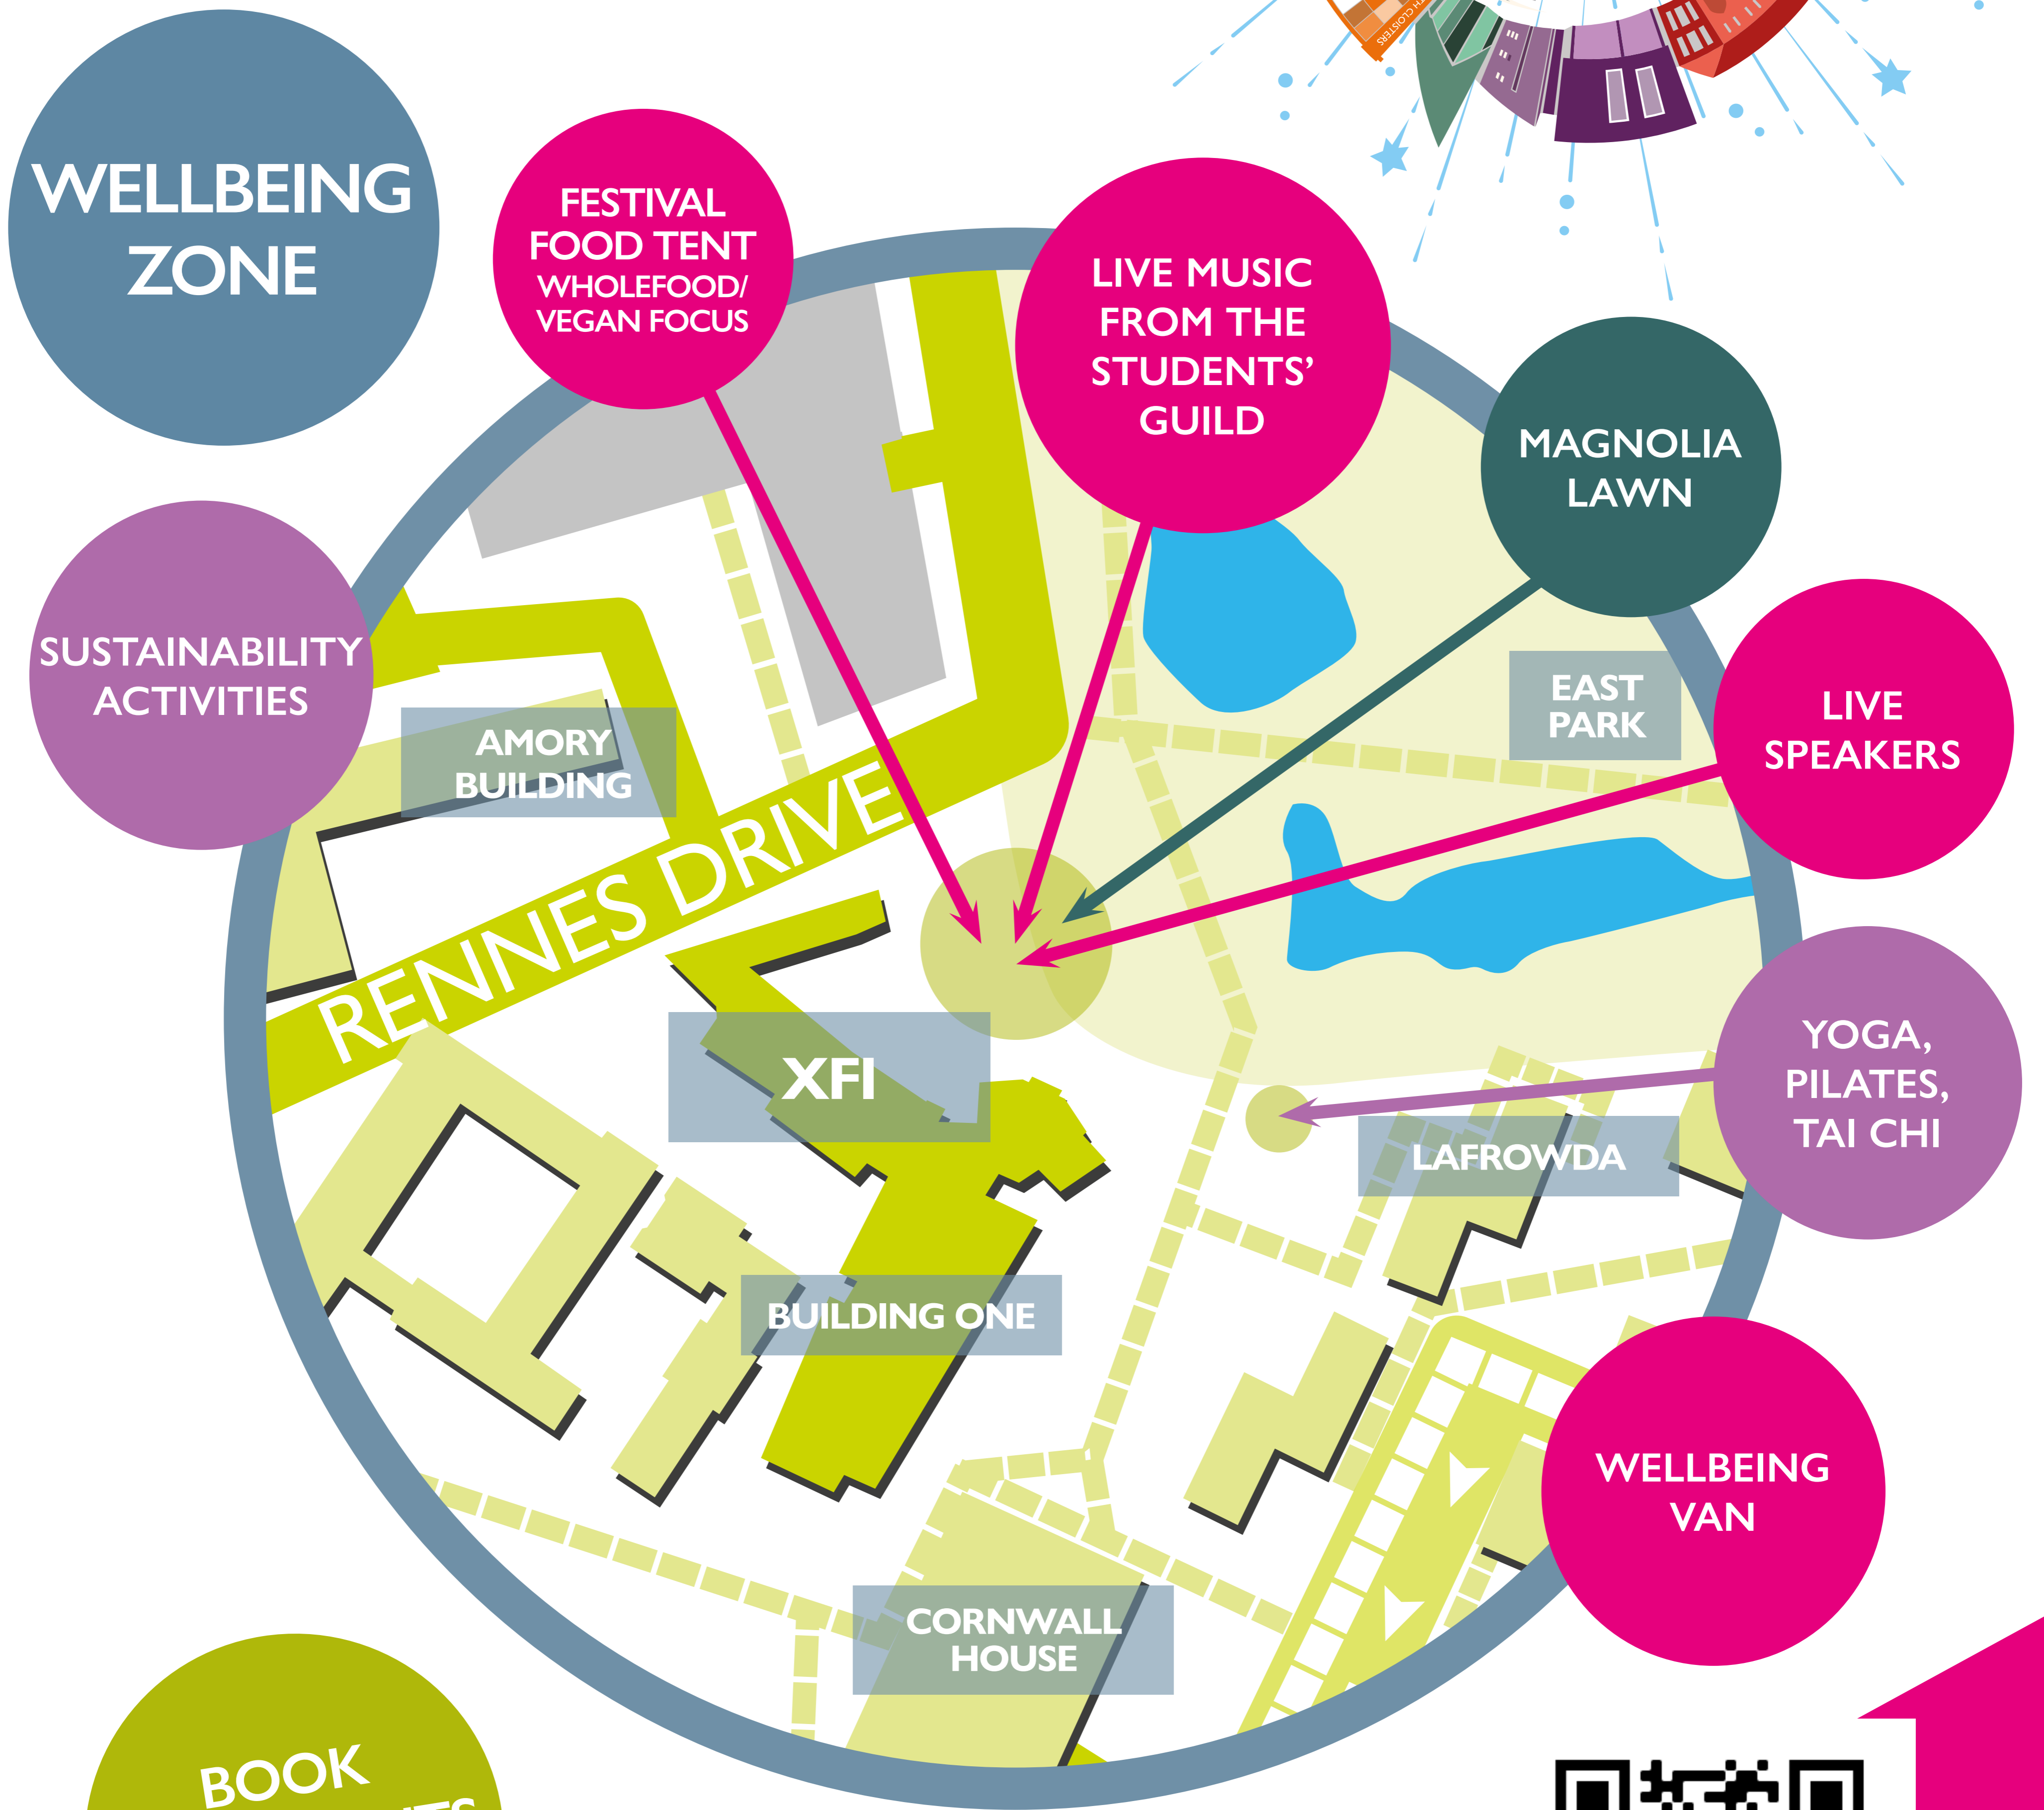 WELLBEING
ZONE
FESTIVAL
FOOD TENT
WHOLEFOOD/
VEGAN FOCUS
LIVE MUSIC
FROM THE
STUDENTS’
GUILD
MAGNOLIA
LAWN
SUSTAINABILITY
ACTIVITIES
AMORY
BUILDING
EAST
PARK
LIVE
SPEAKERS
RENNES DRIVE
XFI
YOGA,
PILATES,
TAI CHI
LAFROWDA
BUILDING ONE
WELLBEING
VAN
CORNWALL
HOUSE
BOOK
CLOISTERS